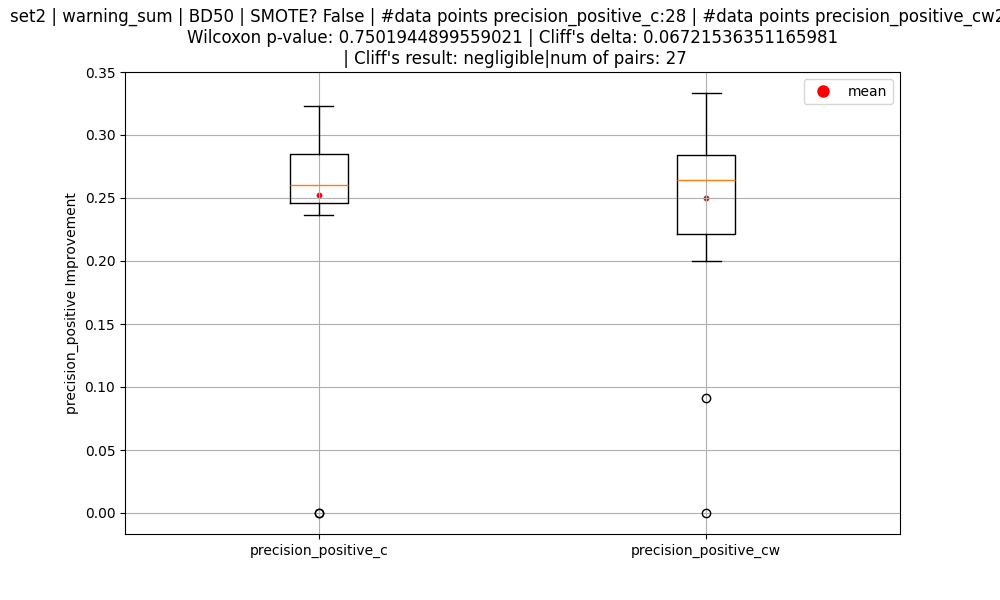 set2 | warning_sum | BD50 | SMOTE? False | #data points precision_positive_c:28 | #data points precision_positive_cw2
Wilcoxon p-value: 0.7501944899559021 | Cliff's delta: 0.06721536351165981
| Cliff's result: negligible|num of pairs: 27
mean
precision_positive Improvement
0.35
0.30
0.25
0.20
0.15
0.10
0.05
0.00
precision_positive_c
precision_positive_cw